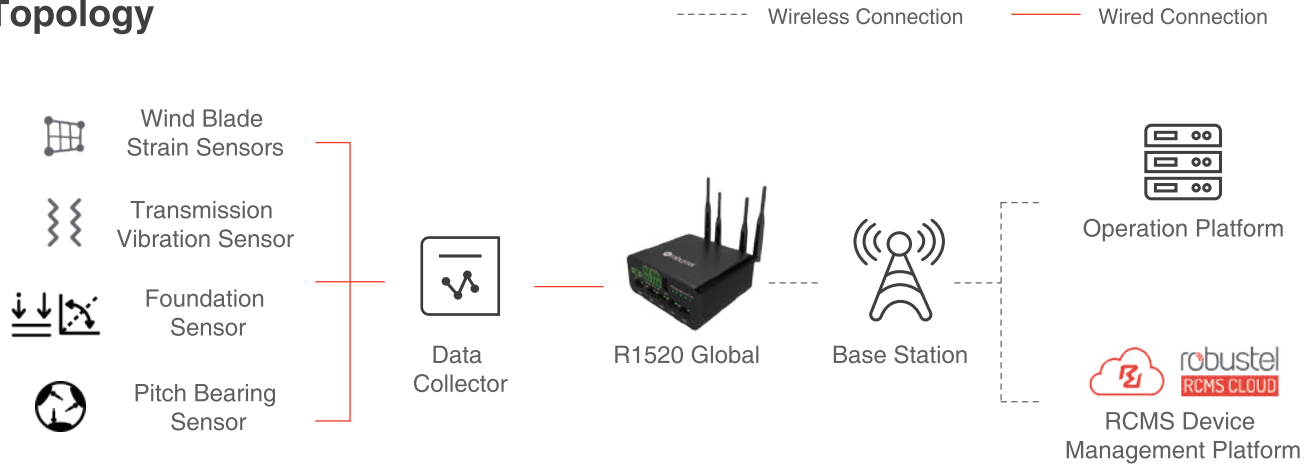 Topology
Wireless Connection
Wired Connection
Wind Blade
Strain Sensors
Transmission
Vibration Sensor
Foundation
Sensor
Pitch Bearing
Sensor
Data
Collector
robustel
R1520 Global
Base Station
Operation Platform
robustel
RCMS CLOUD
RCMS Device
Management Platform